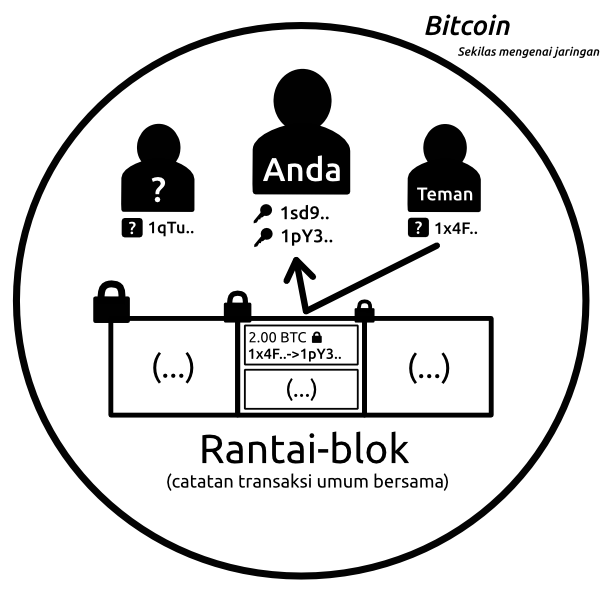 Bitcoin
Sekilas mengenai jaringan
Anda
?
Teman
? 1qTu..
1sd9..
1pY3..
? 1x4F..
(...)
2.00 BTC
1x4F..->1pY3..
(...)
(...)
Rantai-blok
(catatan transaksi umum bersama)